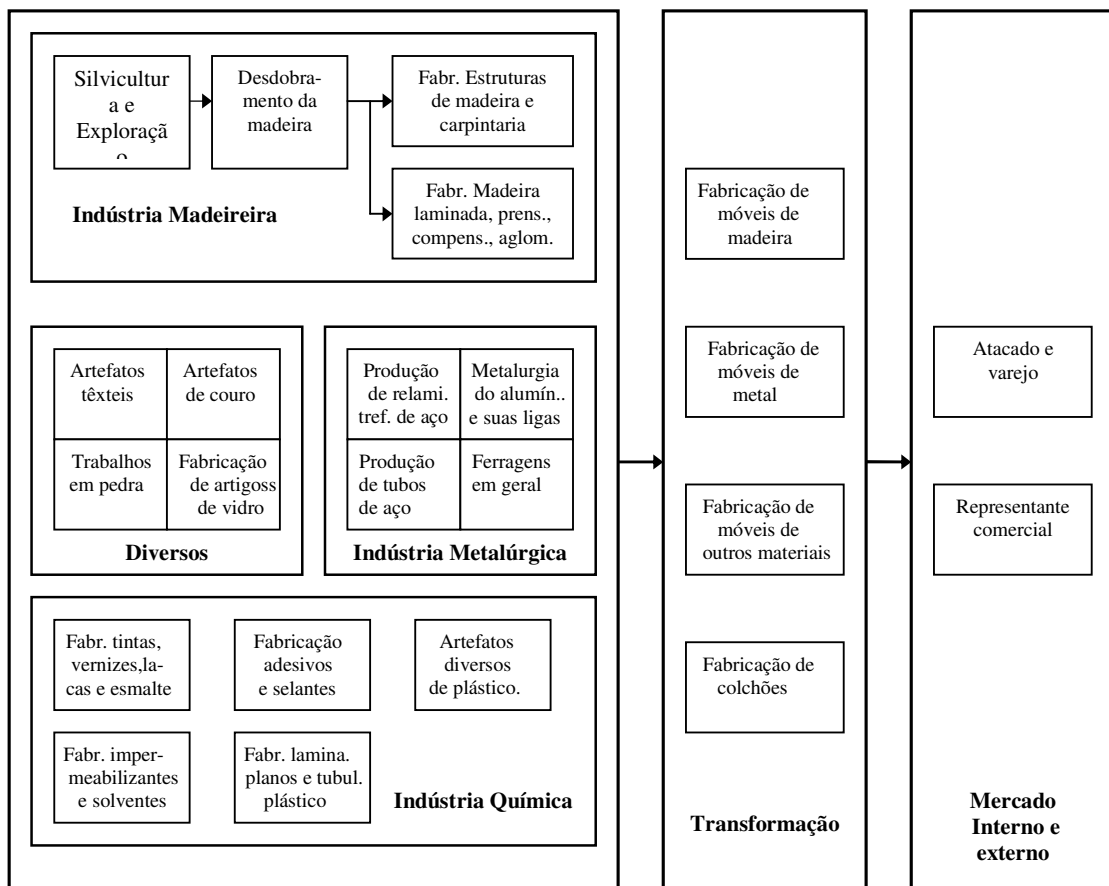 Silvicultur
a e
Exploraçã
o
Desdobra-
mento da
madeira
Fabr. Estruturas
de madeira e
carpintaria
Fabr. Madeira
laminada, prens.,
compens., aglom.
Indústria Madeireira
Artefatos
têxteis
Artefatos
de couro
Trabalhos
em pedra
Fabricação
de artigoss
de vidro
Diversos
Produção
de relami.
tref. de aço
Metalurgia
do alumín..
e suas ligas
Produção
de tubos
de aço
Ferragens
em geral
Indústria Metalúrgica
Fabr. tintas,
vernizes,la-
cas e esmalte
Fabricação
adesivos
e selantes
Artefatos
diversos
de plástico.
Fabr. imper-
meabilizantes
e solventes
Fabr. lamina.
planos e tubul.
plástico
Indústria Química
Fabricação de
móveis de
madeira
Fabricação de
móveis de
metal
Fabricação de
móveis de
outros materiais
Fabricação de
colchões
Transformação
Atacado e
varejo
Representante
comercial
Mercado
Interno e
externo